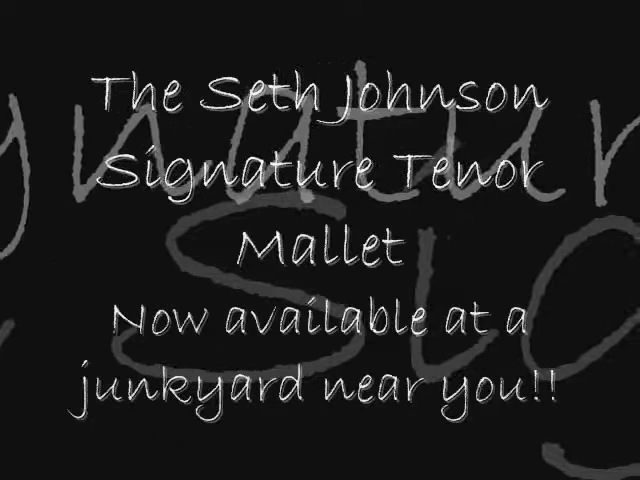 The Seth Johnson
Signature Tenor
Mallet
Now available at a
junkyard near you!!